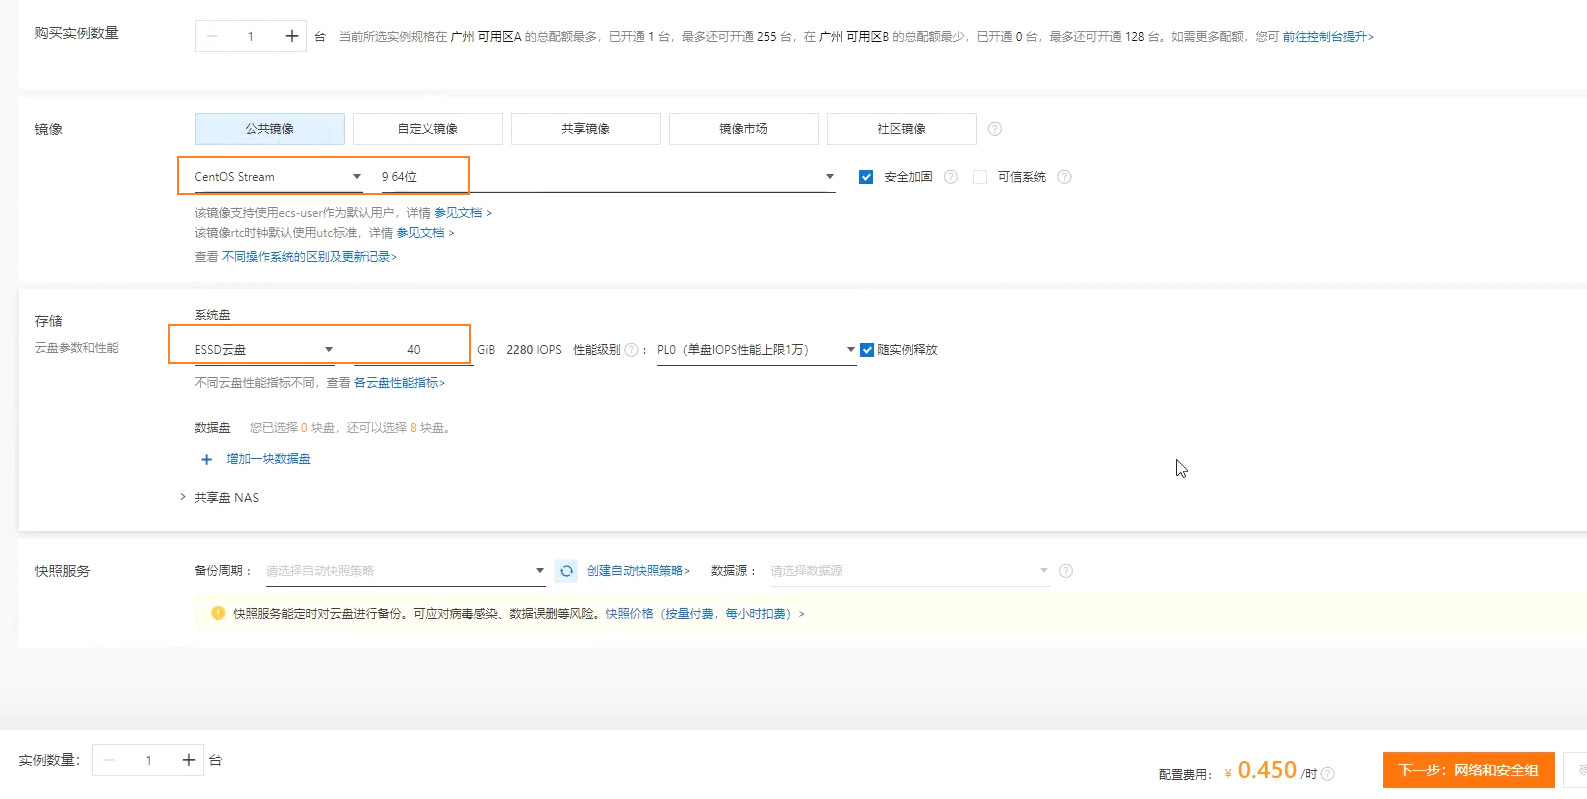 购买实例数量
1 台 当前所选实例规格在 广州 可用区A 的总配额最多，已开通 1 台，最多还可开通 255 台，在 广州 可用区B 的总配额最少，已开通 0 台，最多还可开通 128 台。如需更多配额，您可 前往控制台提升>
镜像
公共镜像 自定义镜像 共享镜像 镜像市场 社区镜像
CentOS Stream 9 64位 安全加固 可信系统
该镜像支持使用ecs-user作为默认用户，详情 参见文档 >
该镜像rtc时钟默认使用utc标准，详情 参见文档 >
查看 不同操作系统的区别及更新记录>
存储
云盘参数和性能
系统盘
ESSD云盘 40 GiB 2280 IOPS 性能级别 ： PL0（单盘IOPS性能上限1万） 随实例释放
不同云盘性能指标不同，查看 各云盘性能指标>
数据盘 您已选择 0 块盘，还可以选择 8 块盘。
增加一块数据盘
共享盘 NAS
快照服务
备份周期： 请选择自动快照策略 创建自动快照策略> 数据源： 请选择数据源
快照服务能定时对云盘进行备份。可应对病毒感染、数据误删等风险。快照价格（按量付费，每小时扣费）>
实例数量： 1 台
配置费用： ¥ 0.450 /时
下一步：网络和安全组